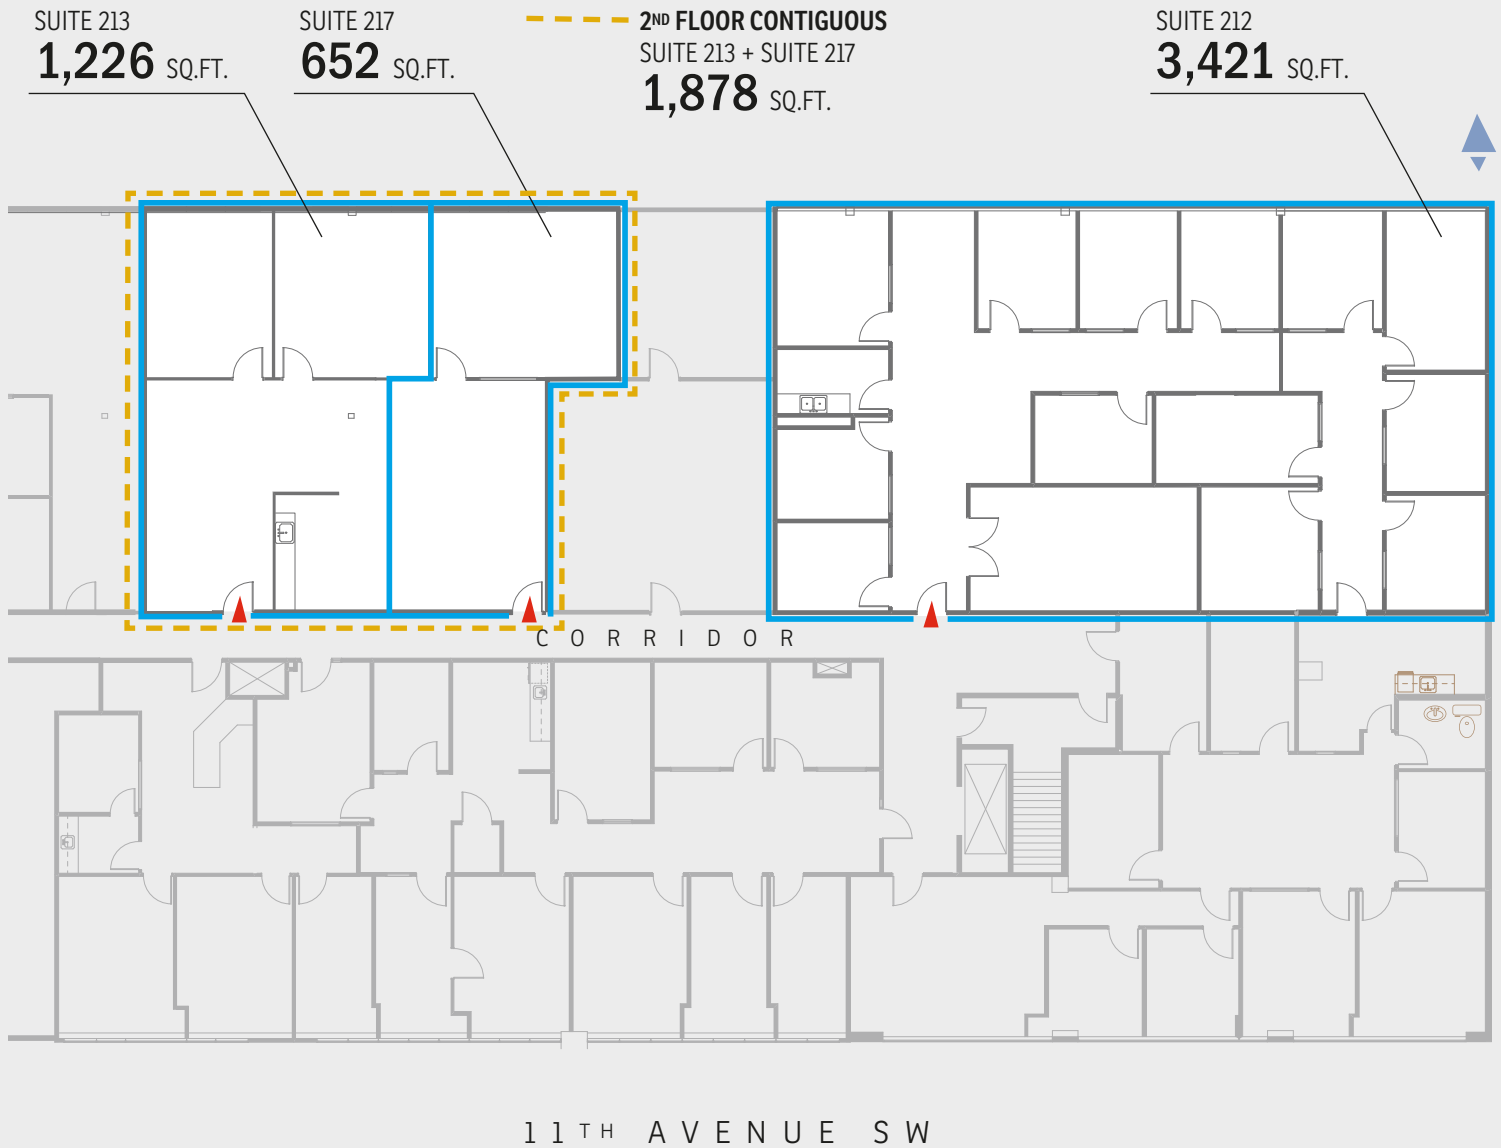 SUITE 213
1,226 SQ.FT.
SUITE 217
652 SQ.FT.
2ND FLOOR CONTIGUOUS
SUITE 213 + SUITE 217
1,878 SQ.FT.
SUITE 212
3,421 SQ.FT.
CORRIDOR
11TH AVENUE SW